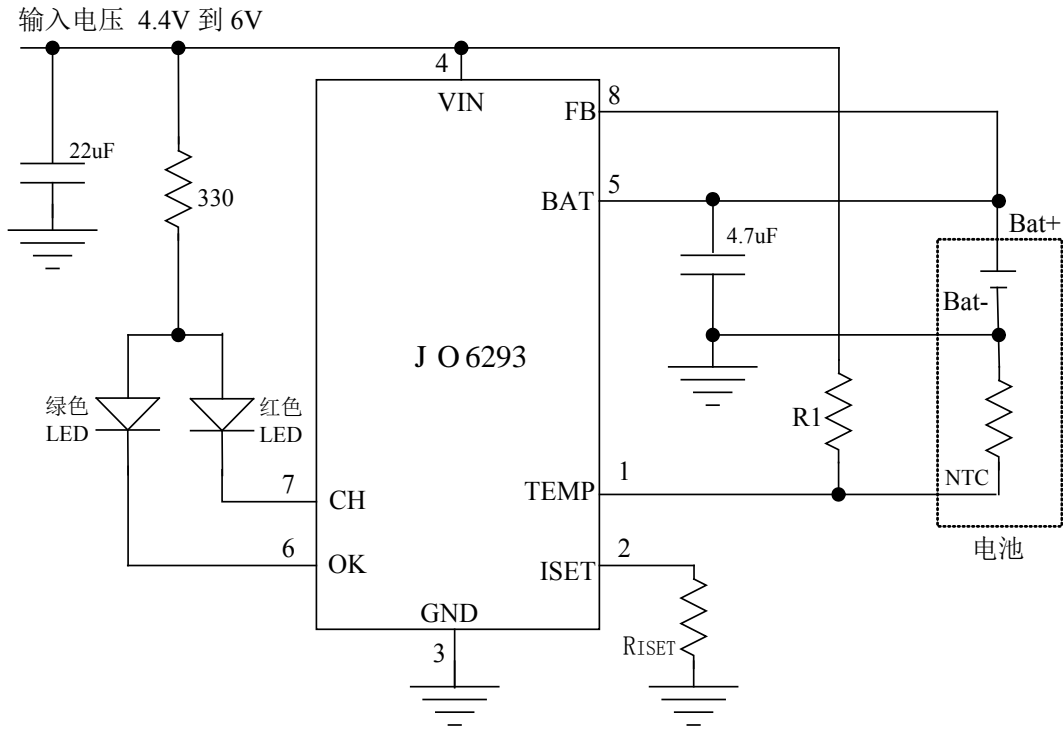 输入电压 4.4V 到 6V
4
VIN
FB
8
22uF
330
BAT
5
4.7uF
Bat+
Bat-
J O 6293
绿色
LED
红色
LED
R1
7
CH
TEMP
1
NTC
6
OK
ISET
2
电池
GND
3
RISET